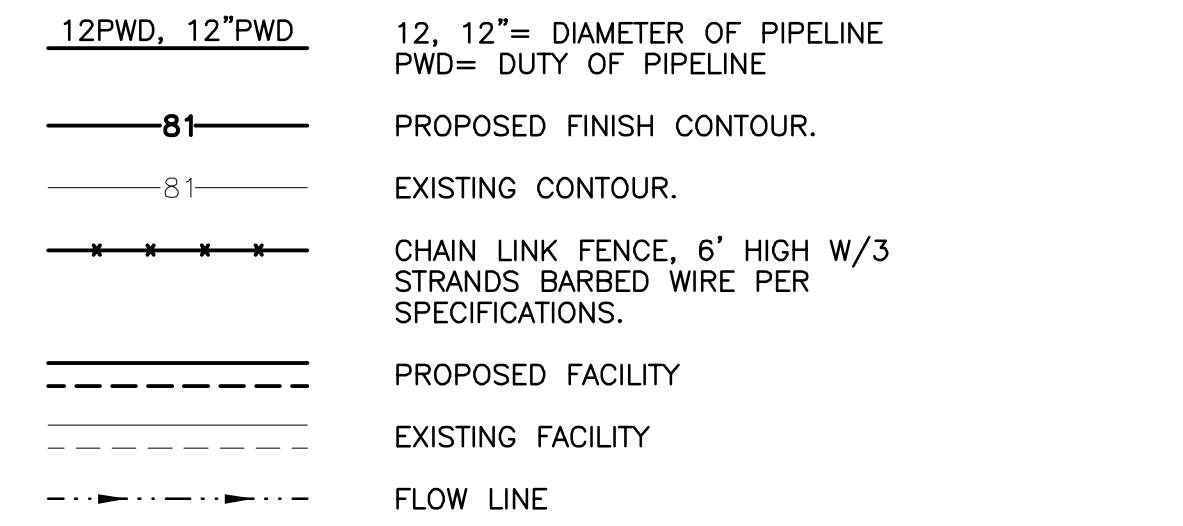 12PWD, 12"PWD
12, 12"= DIAMETER OF PIPELINE
PWD= DUTY OF PIPELINE
81
PROPOSED FINISH CONTOUR.
81
EXISTING CONTOUR.
CHAIN LINK FENCE, 6' HIGH W/3
STRANDS BARBED WIRE PER
SPECIFICATIONS.
PROPOSED FACILITY
EXISTING FACILITY
FLOW LINE